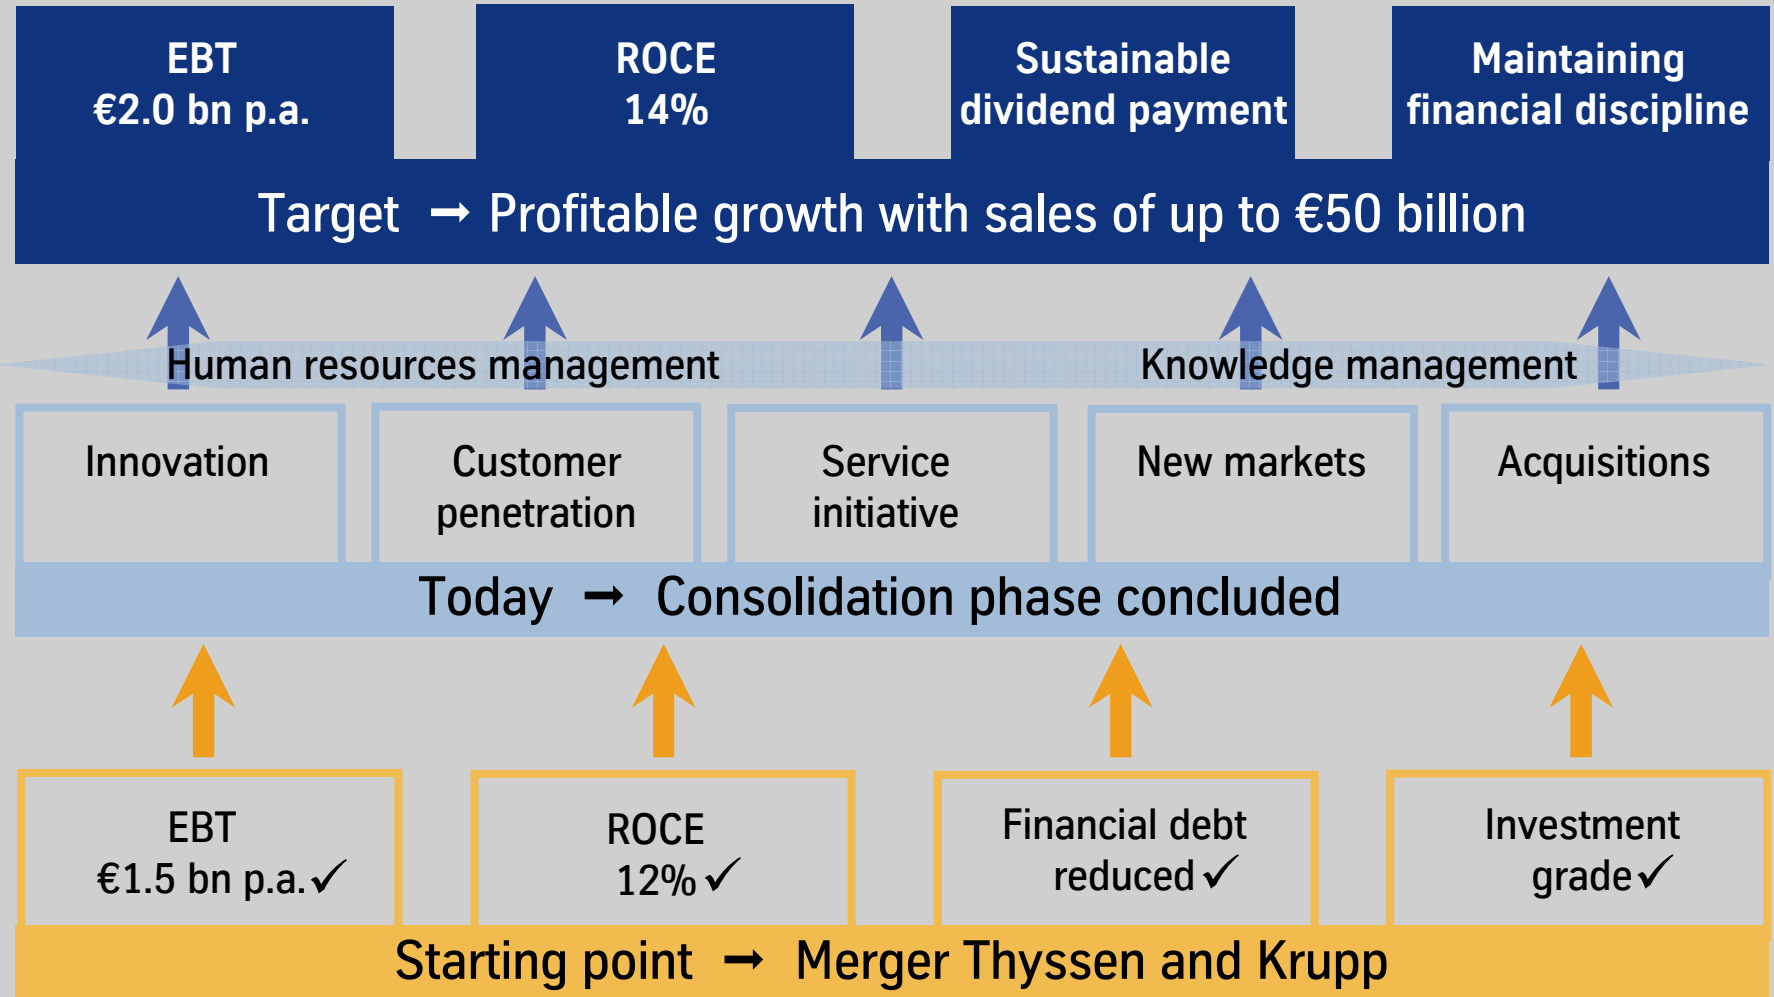 EBT
€2.0 bn p.a.
ROCE
14%
Sustainable
dividend payment
Maintaining
financial discipline
Target → Profitable growth with sales of up to €50 billion
Human resources management
Knowledge management
Innovation
Customer
penetration
Service
initiative
New markets
Acquisitions
Today → Consolidation phase concluded
EBT
€1.5 bn p.a. ✓
ROCE
12% ✓
Financial debt
reduced ✓
Investment
grade ✓
Starting point → Merger Thyssen and Krupp